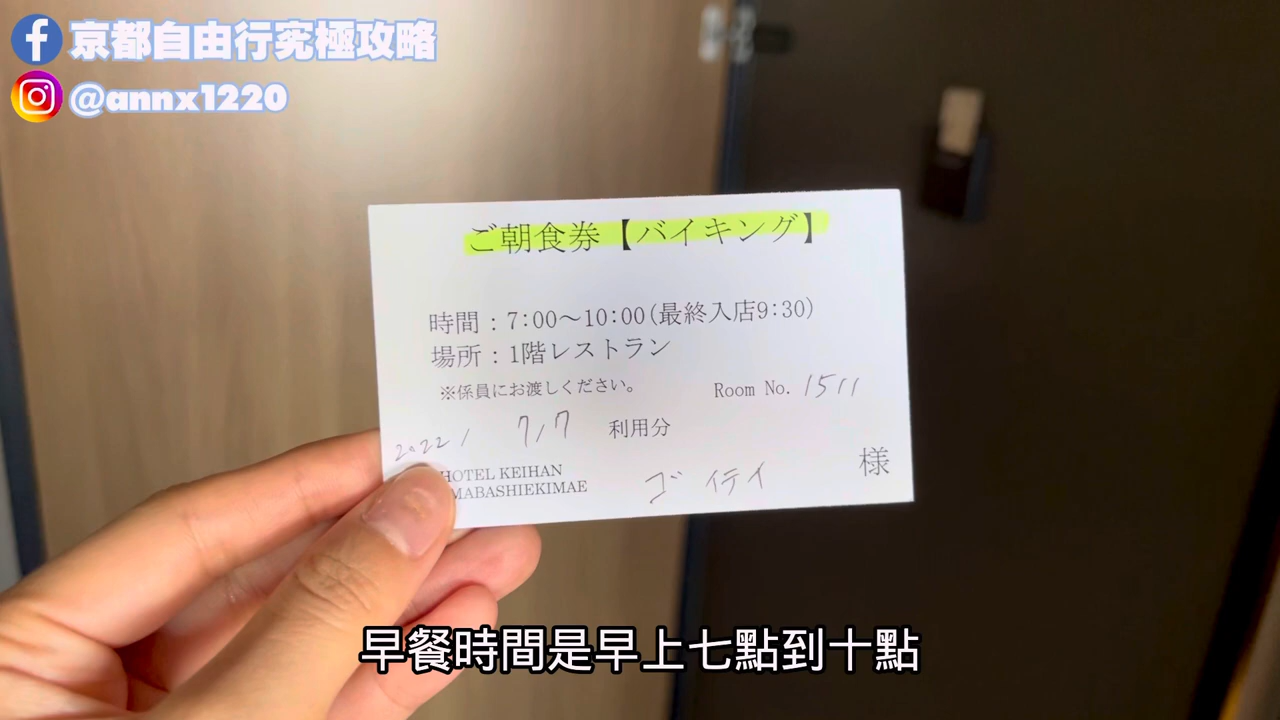 京都自由行究極攻略
@annx1220
ご朝食券【バイキング】
時間：7:00～10:00(最終入店9:30)
場所：1階レストラン
※係員にお渡しください。
Room No. 1511
2022/ 7/7 利用分
HOTEL KEIHAN
MABASHIEKIMAE
ゴ イテイ 様
早餐時間是早上七點到十點